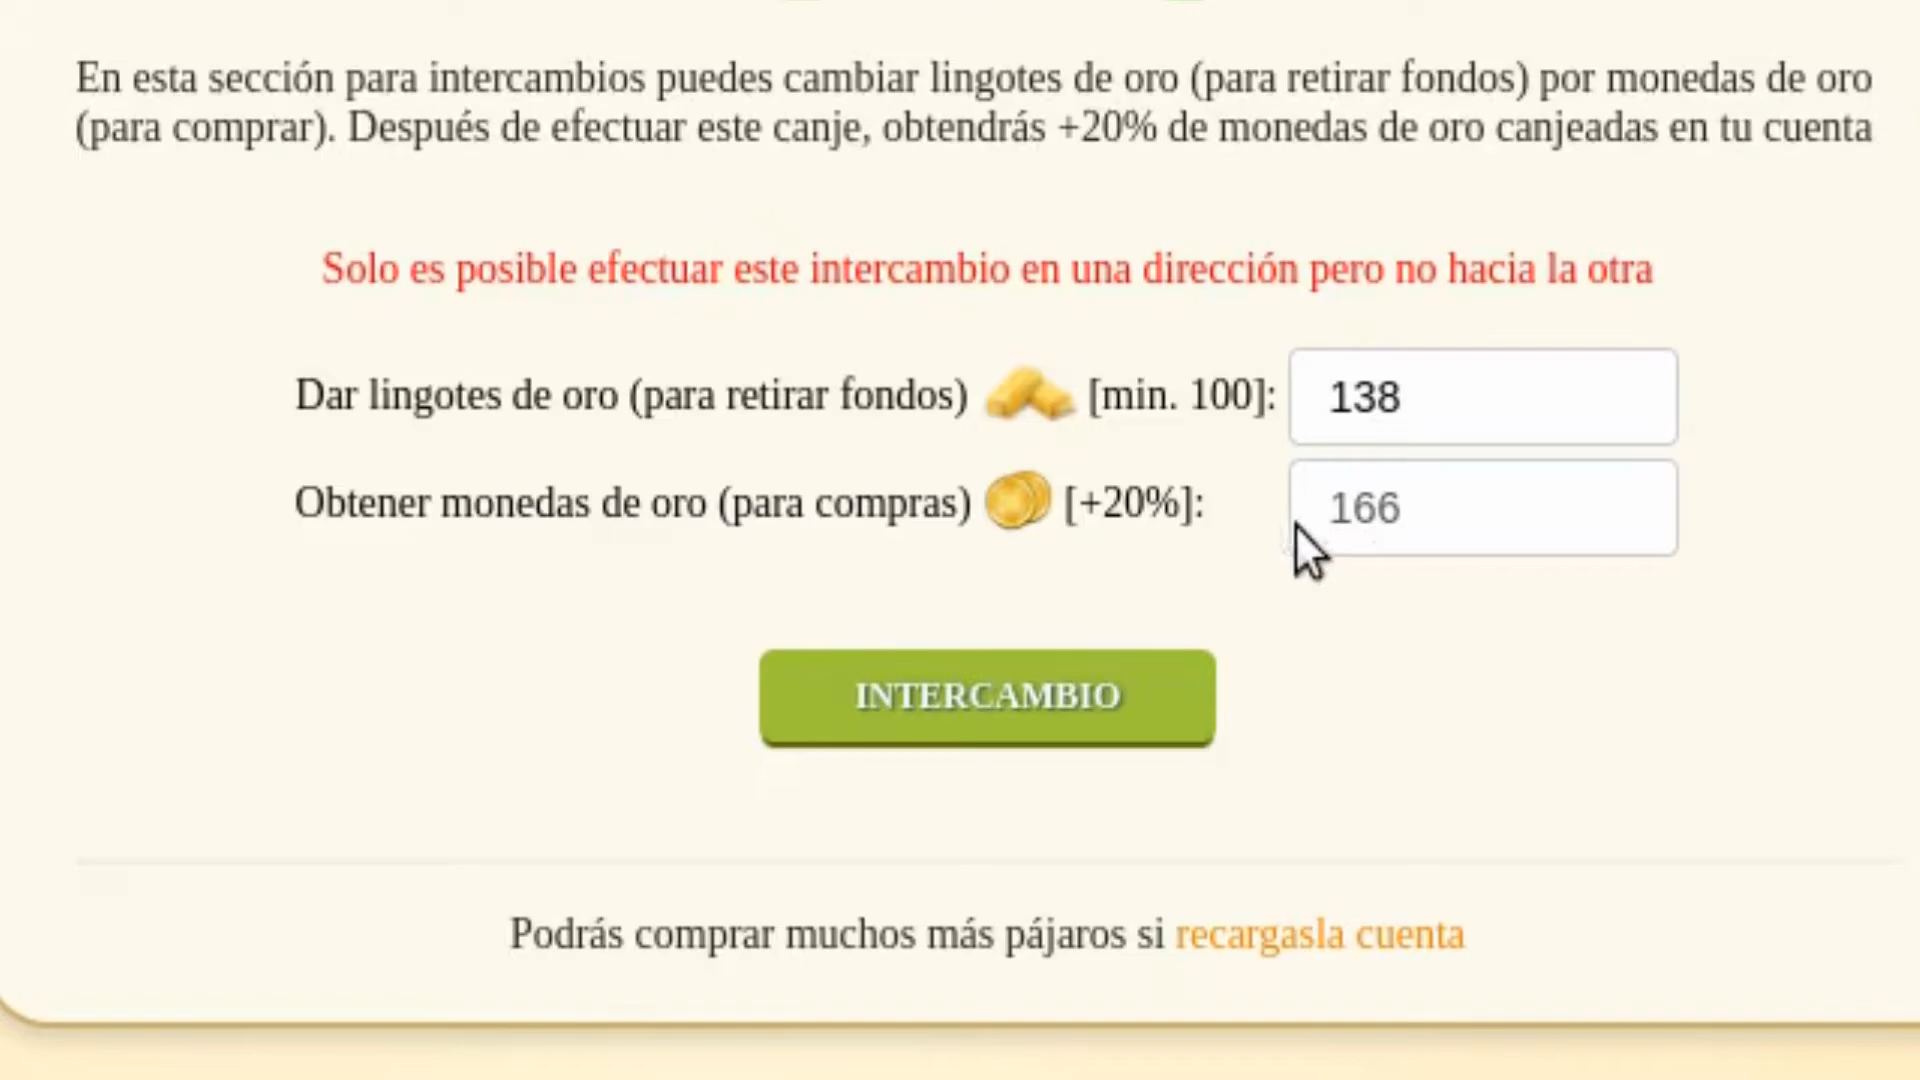 En esta sección para intercambios puedes cambiar lingotes de oro (para retirar fondos) por monedas de oro
(para comprar). Después de efectuar este canje, obtendrás +20% de monedas de oro canjeadas en tu cuenta
Solo es posible efectuar este intercambio en una dirección pero no hacia la otra
Dar lingotes de oro (para retirar fondos) [min. 100]: 138
Obtener monedas de oro (para compras) [+20%]: 166
INTERCAMBIO
Podrás comprar muchos más pájaros si recargasla cuenta